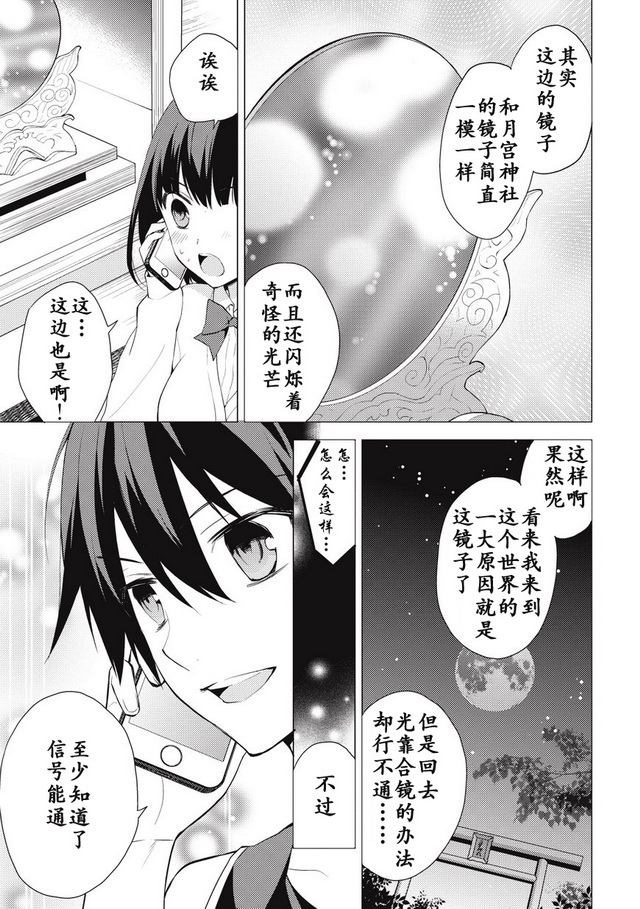 其实
这边的镜子
和月宫神社
的镜子简直
一模一样
而且还闪烁着
奇怪的光芒
诶诶
这…
这边也是啊！
这样啊
果然呢
看来我来到
这个世界的
一大原因就是
这镜子了
但是回去
光靠合镜的办法
却行不通……
怎…
怎么会这样…
不过
至少知道了
信号能通